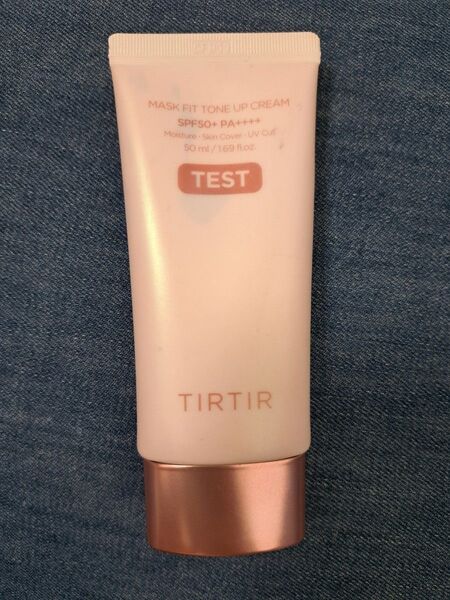 MASK FIT TONE UP CREAM
SPF50+ PA++++
Moisture · Skin Cover · UV Cut
50 ml / 1.69 fl.oz.
TEST
TIRTIR